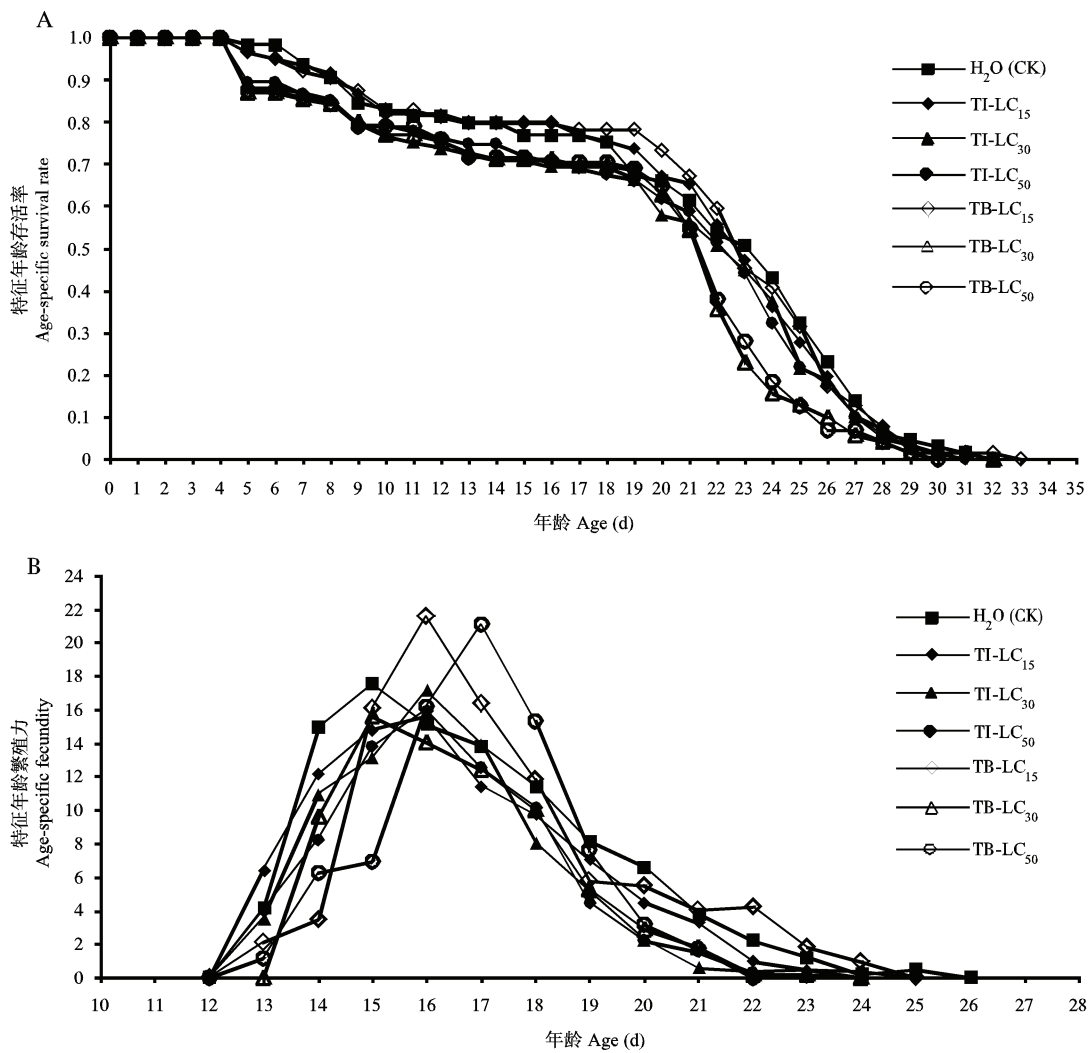 A
1.0
0.9
0.8
0.7
0.6
0.5
0.4
0.3
0.2
0.1
0
特征年龄存活率
Age-specific survival rate
H₂O (CK)
TI-LC₁₅
TI-LC₃₀
TI-LC₅₀
TB-LC₁₅
TB-LC₃₀
TB-LC₅₀
0 1 2 3 4 5 6 7 8 9 10 11 12 13 14 15 16 17 18 19 20 21 22 23 24 25 26 27 28 29 30 31 32 33 34 35
年龄 Age (d)
B
24
22
20
18
16
14
12
10
8
6
4
2
0
特征年龄繁殖力
Age-specific fecundity
H₂O (CK)
TI-LC₁₅
TI-LC₃₀
TI-LC₅₀
TB-LC₁₅
TB-LC₃₀
TB-LC₅₀
10 11 12 13 14 15 16 17 18 19 20 21 22 23 24 25 26 27 28
年龄 Age (d)